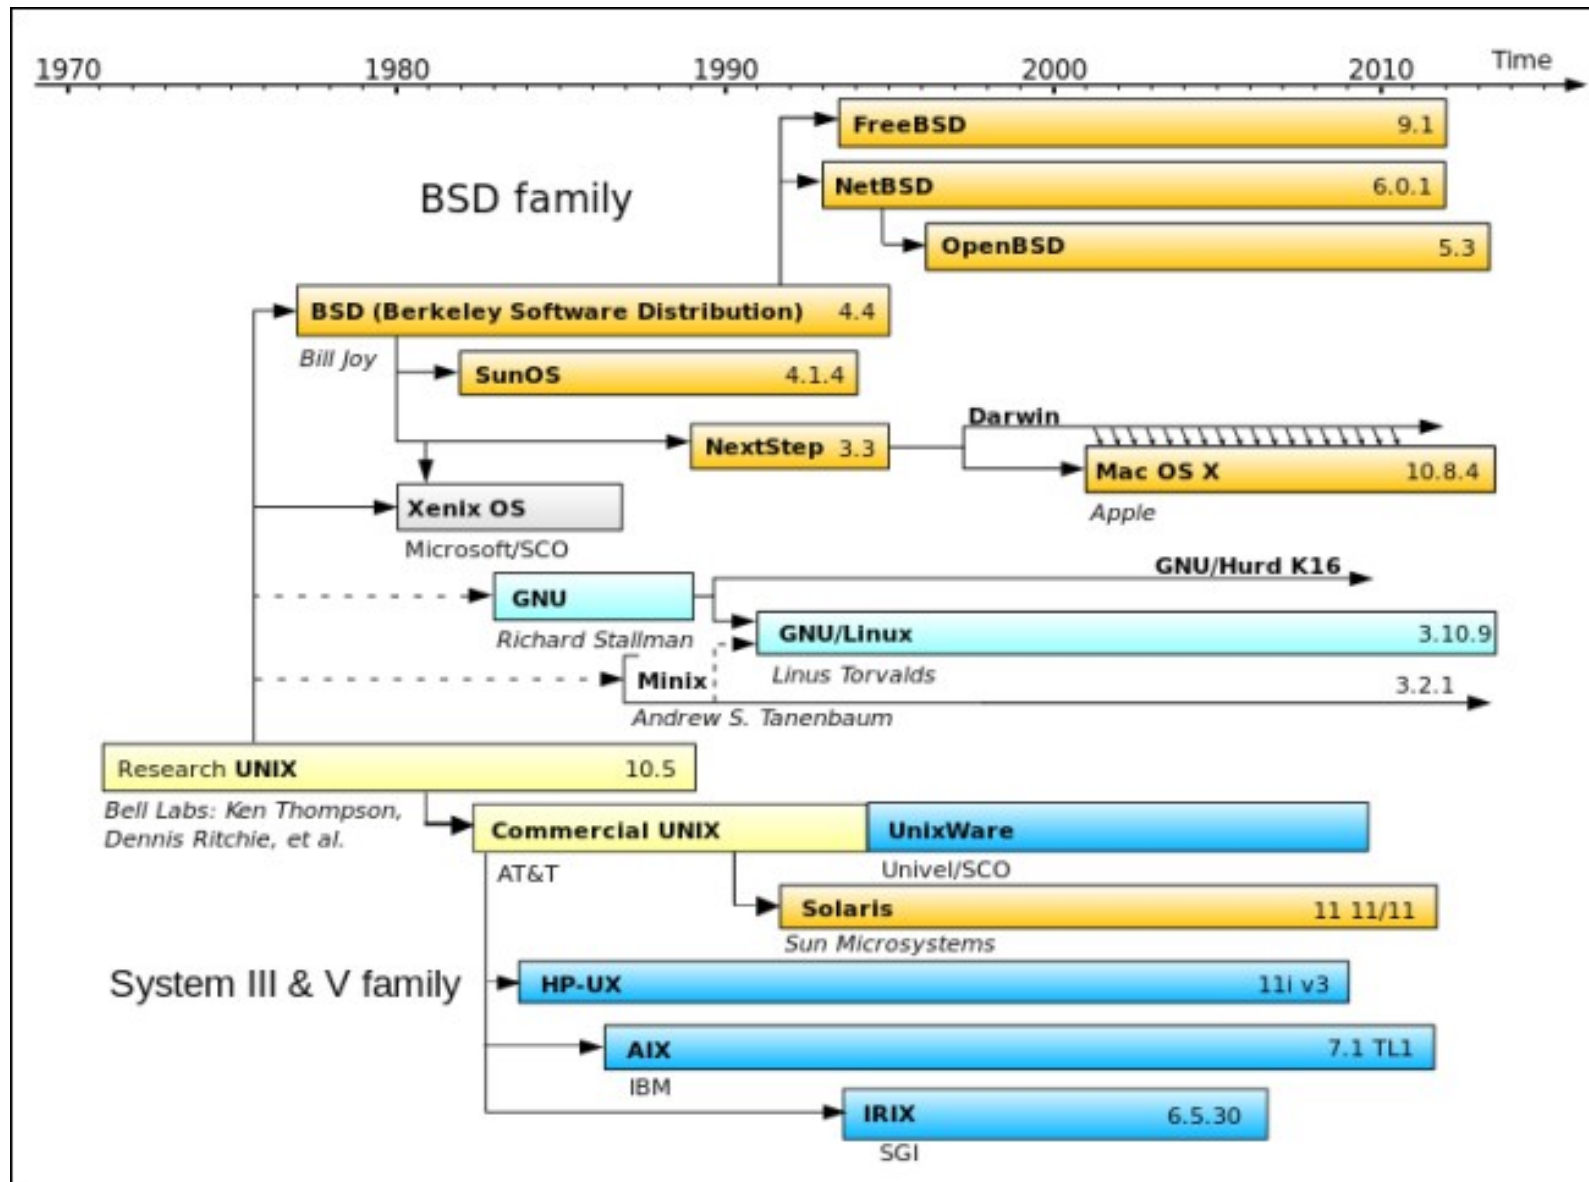 1970 1980 1990 2000 2010 Time
FreeBSD 9.1
BSD family
NetBSD 6.0.1
OpenBSD 5.3
BSD (Berkeley Software Distribution) 4.4
Bill Joy
SunOS 4.1.4
Darwin
NextStep 3.3
Mac OS X 10.8.4
Apple
Xenix OS
Microsoft/SCO
GNU/Hurd K16
GNU
Richard Stallman
GNU/Linux 3.10.9
Linus Torvalds
Minix 3.2.1
Andrew S. Tanenbaum
Research UNIX 10.5
Bell Labs: Ken Thompson,
Dennis Ritchie, et al.
Commercial UNIX
AT&T
UnixWare
Univel/SCO
Solaris 11 11/11
Sun Microsystems
System III & V family
HP-UX 11i v3
AIX 7.1 TL1
IBM
IRIX 6.5.30
SGI